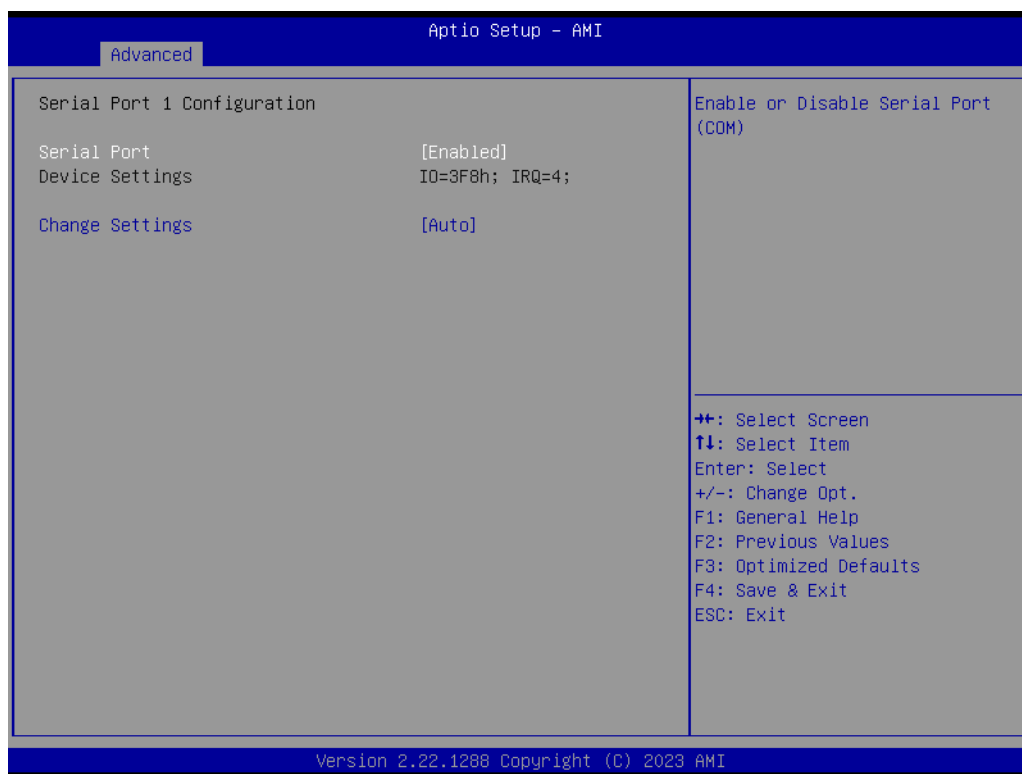 Aptio Setup - AMI
Advanced
Serial Port 1 Configuration
Serial Port [Enabled]
Device Settings IO=3F8h; IRQ=4;
Change Settings [Auto]
Enable or Disable Serial Port
(COM)
→←: Select Screen
↑↓: Select Item
Enter: Select
+/-: Change Opt.
F1: General Help
F2: Previous Values
F3: Optimized Defaults
F4: Save & Exit
ESC: Exit
Version 2.22.1288 Copyright (C) 2023 AMI